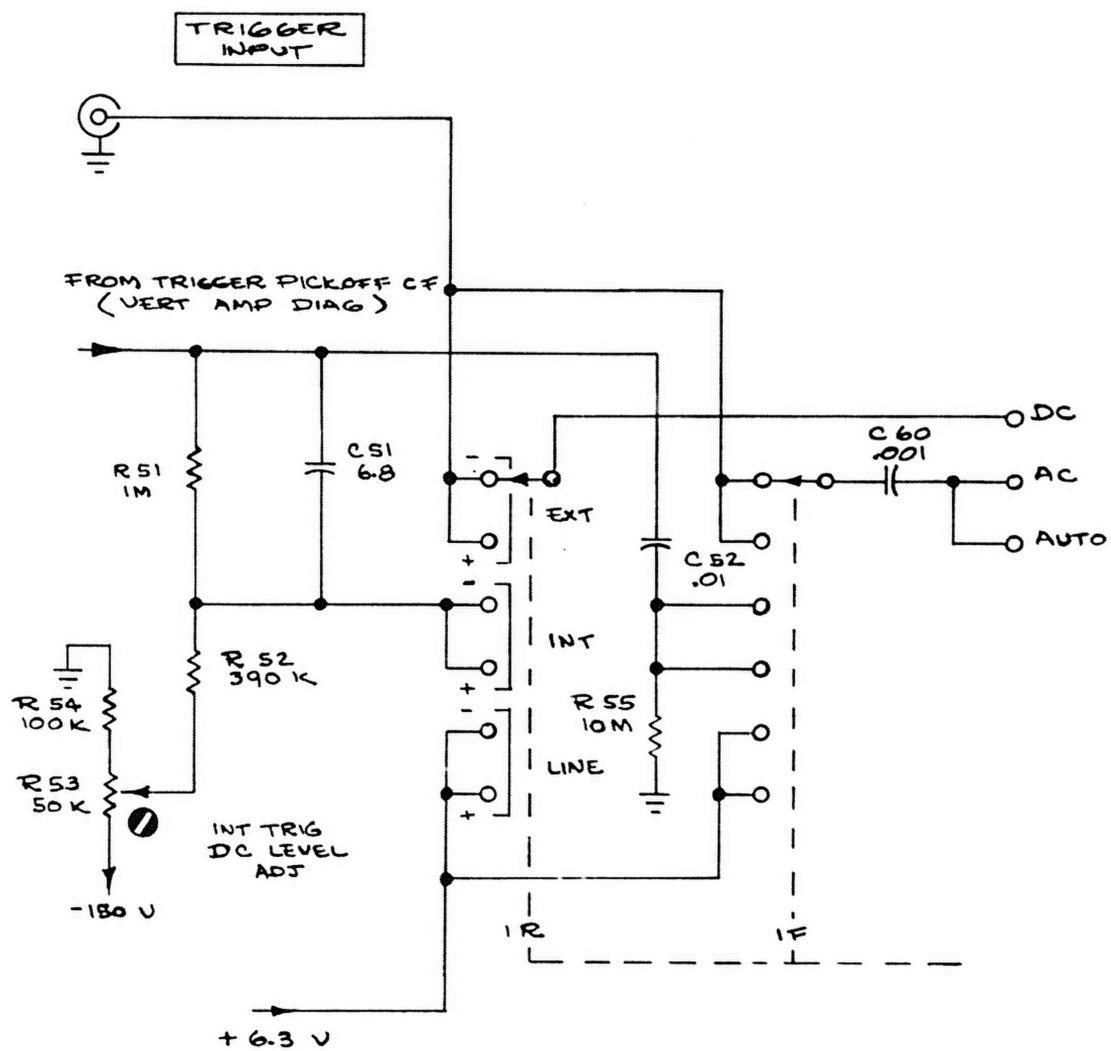 TRIGGER
INPUT
FROM TRIGGER PICKOFF CF
(VERT AMP DIAG)
DC
C60
.001
AC
AUTO
R51
1M
C51
6.8
-
EXT
+
C52
.01
-
INT
+
R52
390K
R54
100K
R55
10M
-
LINE
+
R53
50K
INT TRIG
DC LEVEL
ADJ
-150 V
1R
1F
+6.3 V